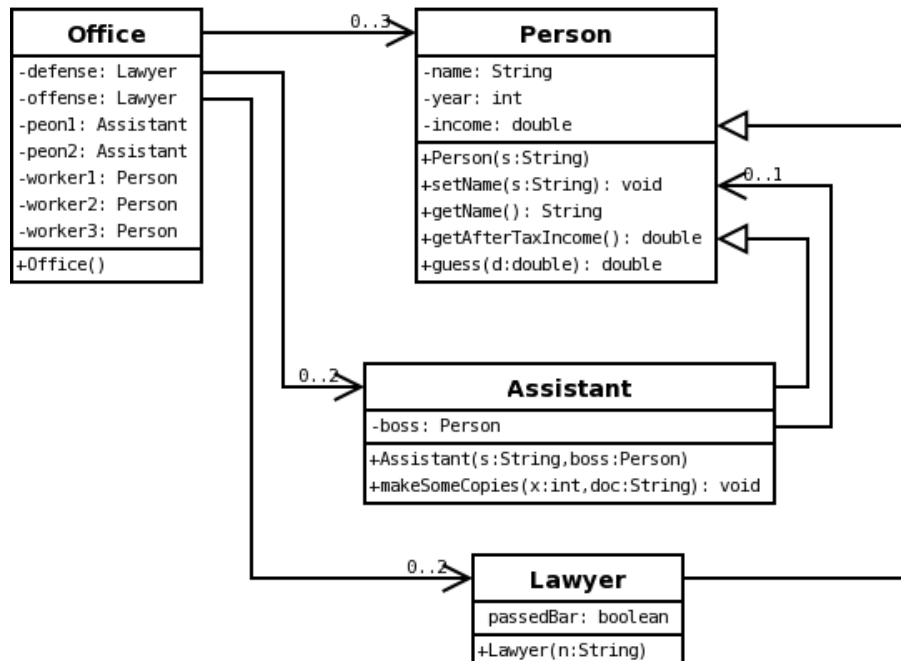 Office
-defense: Lawyer
-offense: Lawyer
-peon1: Assistant
-peon2: Assistant
-worker1: Person
-worker2: Person
-worker3: Person
+Office()
0..3
Person
-name: String
-year: int
-income: double
+Person(s:String)
+setName(s:String): void
+getName(): String
+getAfterTaxIncome(): double
+guess(d:double): double
0..1
0..2
Assistant
-boss: Person
+Assistant(s:String,boss:Person)
+makeSomeCopies(x:int,doc:String): void
0..2
Lawyer
passedBar: boolean
+Lawyer(n:String)